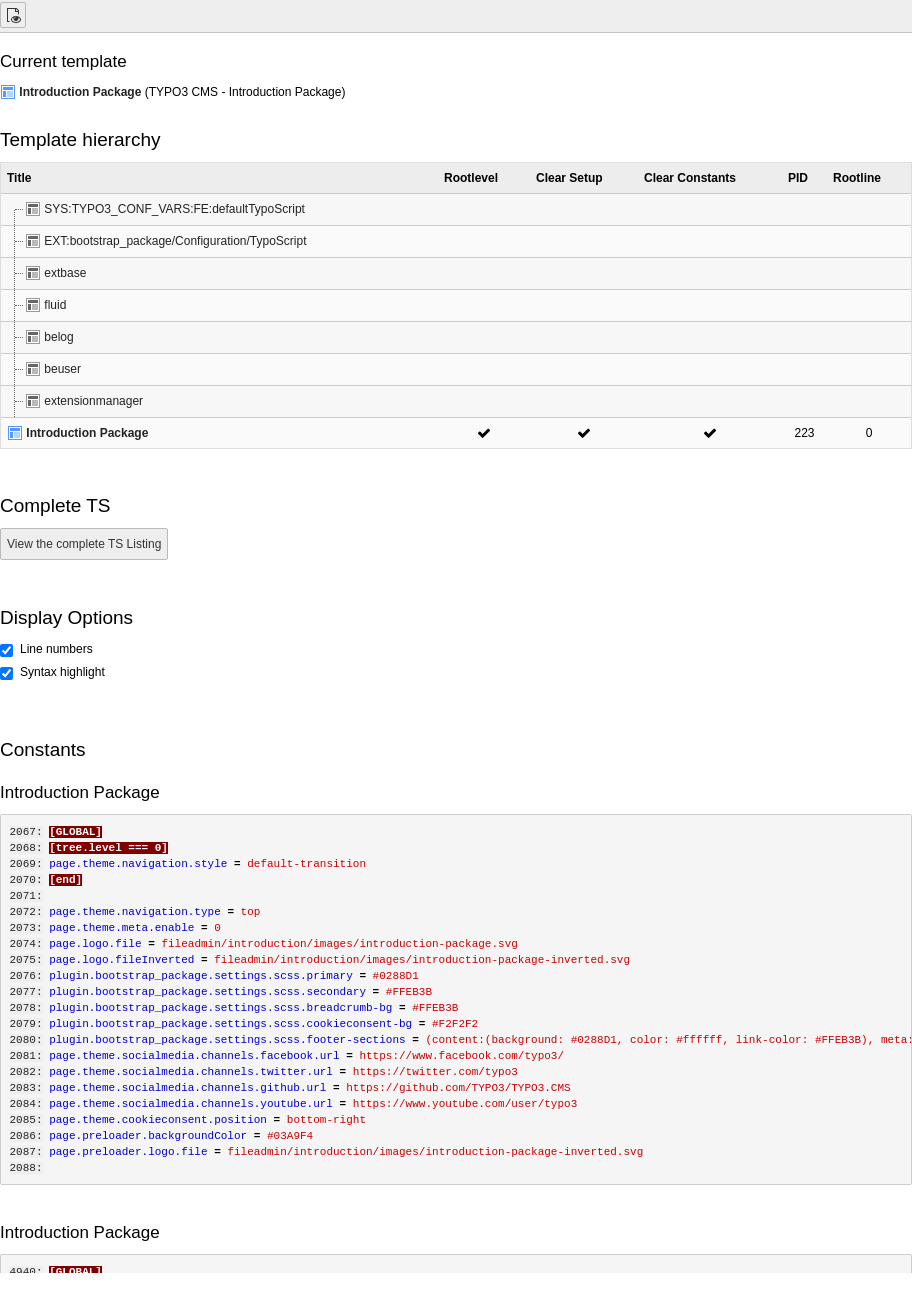 Current template
Introduction Package (TYPO3 CMS - Introduction Package)
Template hierarchy
Title Rootlevel Clear Setup Clear Constants PID Rootline
SYS:TYPO3_CONF_VARS:FE:defaultTypoScript
EXT:bootstrap_package/Configuration/TypoScript
extbase
fluid
belog
beuser
extensionmanager
Introduction Package 223 0
Complete TS
View the complete TS Listing
Display Options
Line numbers
Syntax highlight
Constants
Introduction Package
2067: [GLOBAL]
2068: [tree.level === 0]
2069: page.theme.navigation.style = default-transition
2070: [end]
2071:
2072: page.theme.navigation.type = top
2073: page.theme.meta.enable = 0
2074: page.logo.file = fileadmin/introduction/images/introduction-package.svg
2075: page.logo.fileInverted = fileadmin/introduction/images/introduction-package-inverted.svg
2076: plugin.bootstrap_package.settings.scss.primary = #0288D1
2077: plugin.bootstrap_package.settings.scss.secondary = #FFEB3B
2078: plugin.bootstrap_package.settings.scss.breadcrumb-bg = #FFEB3B
2079: plugin.bootstrap_package.settings.scss.cookieconsent-bg = #F2F2F2
2080: plugin.bootstrap_package.settings.scss.footer-sections = (content:(background: #0288D1, color: #ffffff, link-color: #FFEB3B), meta:
2081: page.theme.socialmedia.channels.facebook.url = https://www.facebook.com/typo3/
2082: page.theme.socialmedia.channels.twitter.url = https://twitter.com/typo3
2083: page.theme.socialmedia.channels.github.url = https://github.com/TYPO3/TYPO3.CMS
2084: page.theme.socialmedia.channels.youtube.url = https://www.youtube.com/user/typo3
2085: page.theme.cookieconsent.position = bottom-right
2086: page.preloader.backgroundColor = #03A9F4
2087: page.preloader.logo.file = fileadmin/introduction/images/introduction-package-inverted.svg
2088:
Introduction Package
4940: [GLOBAL]